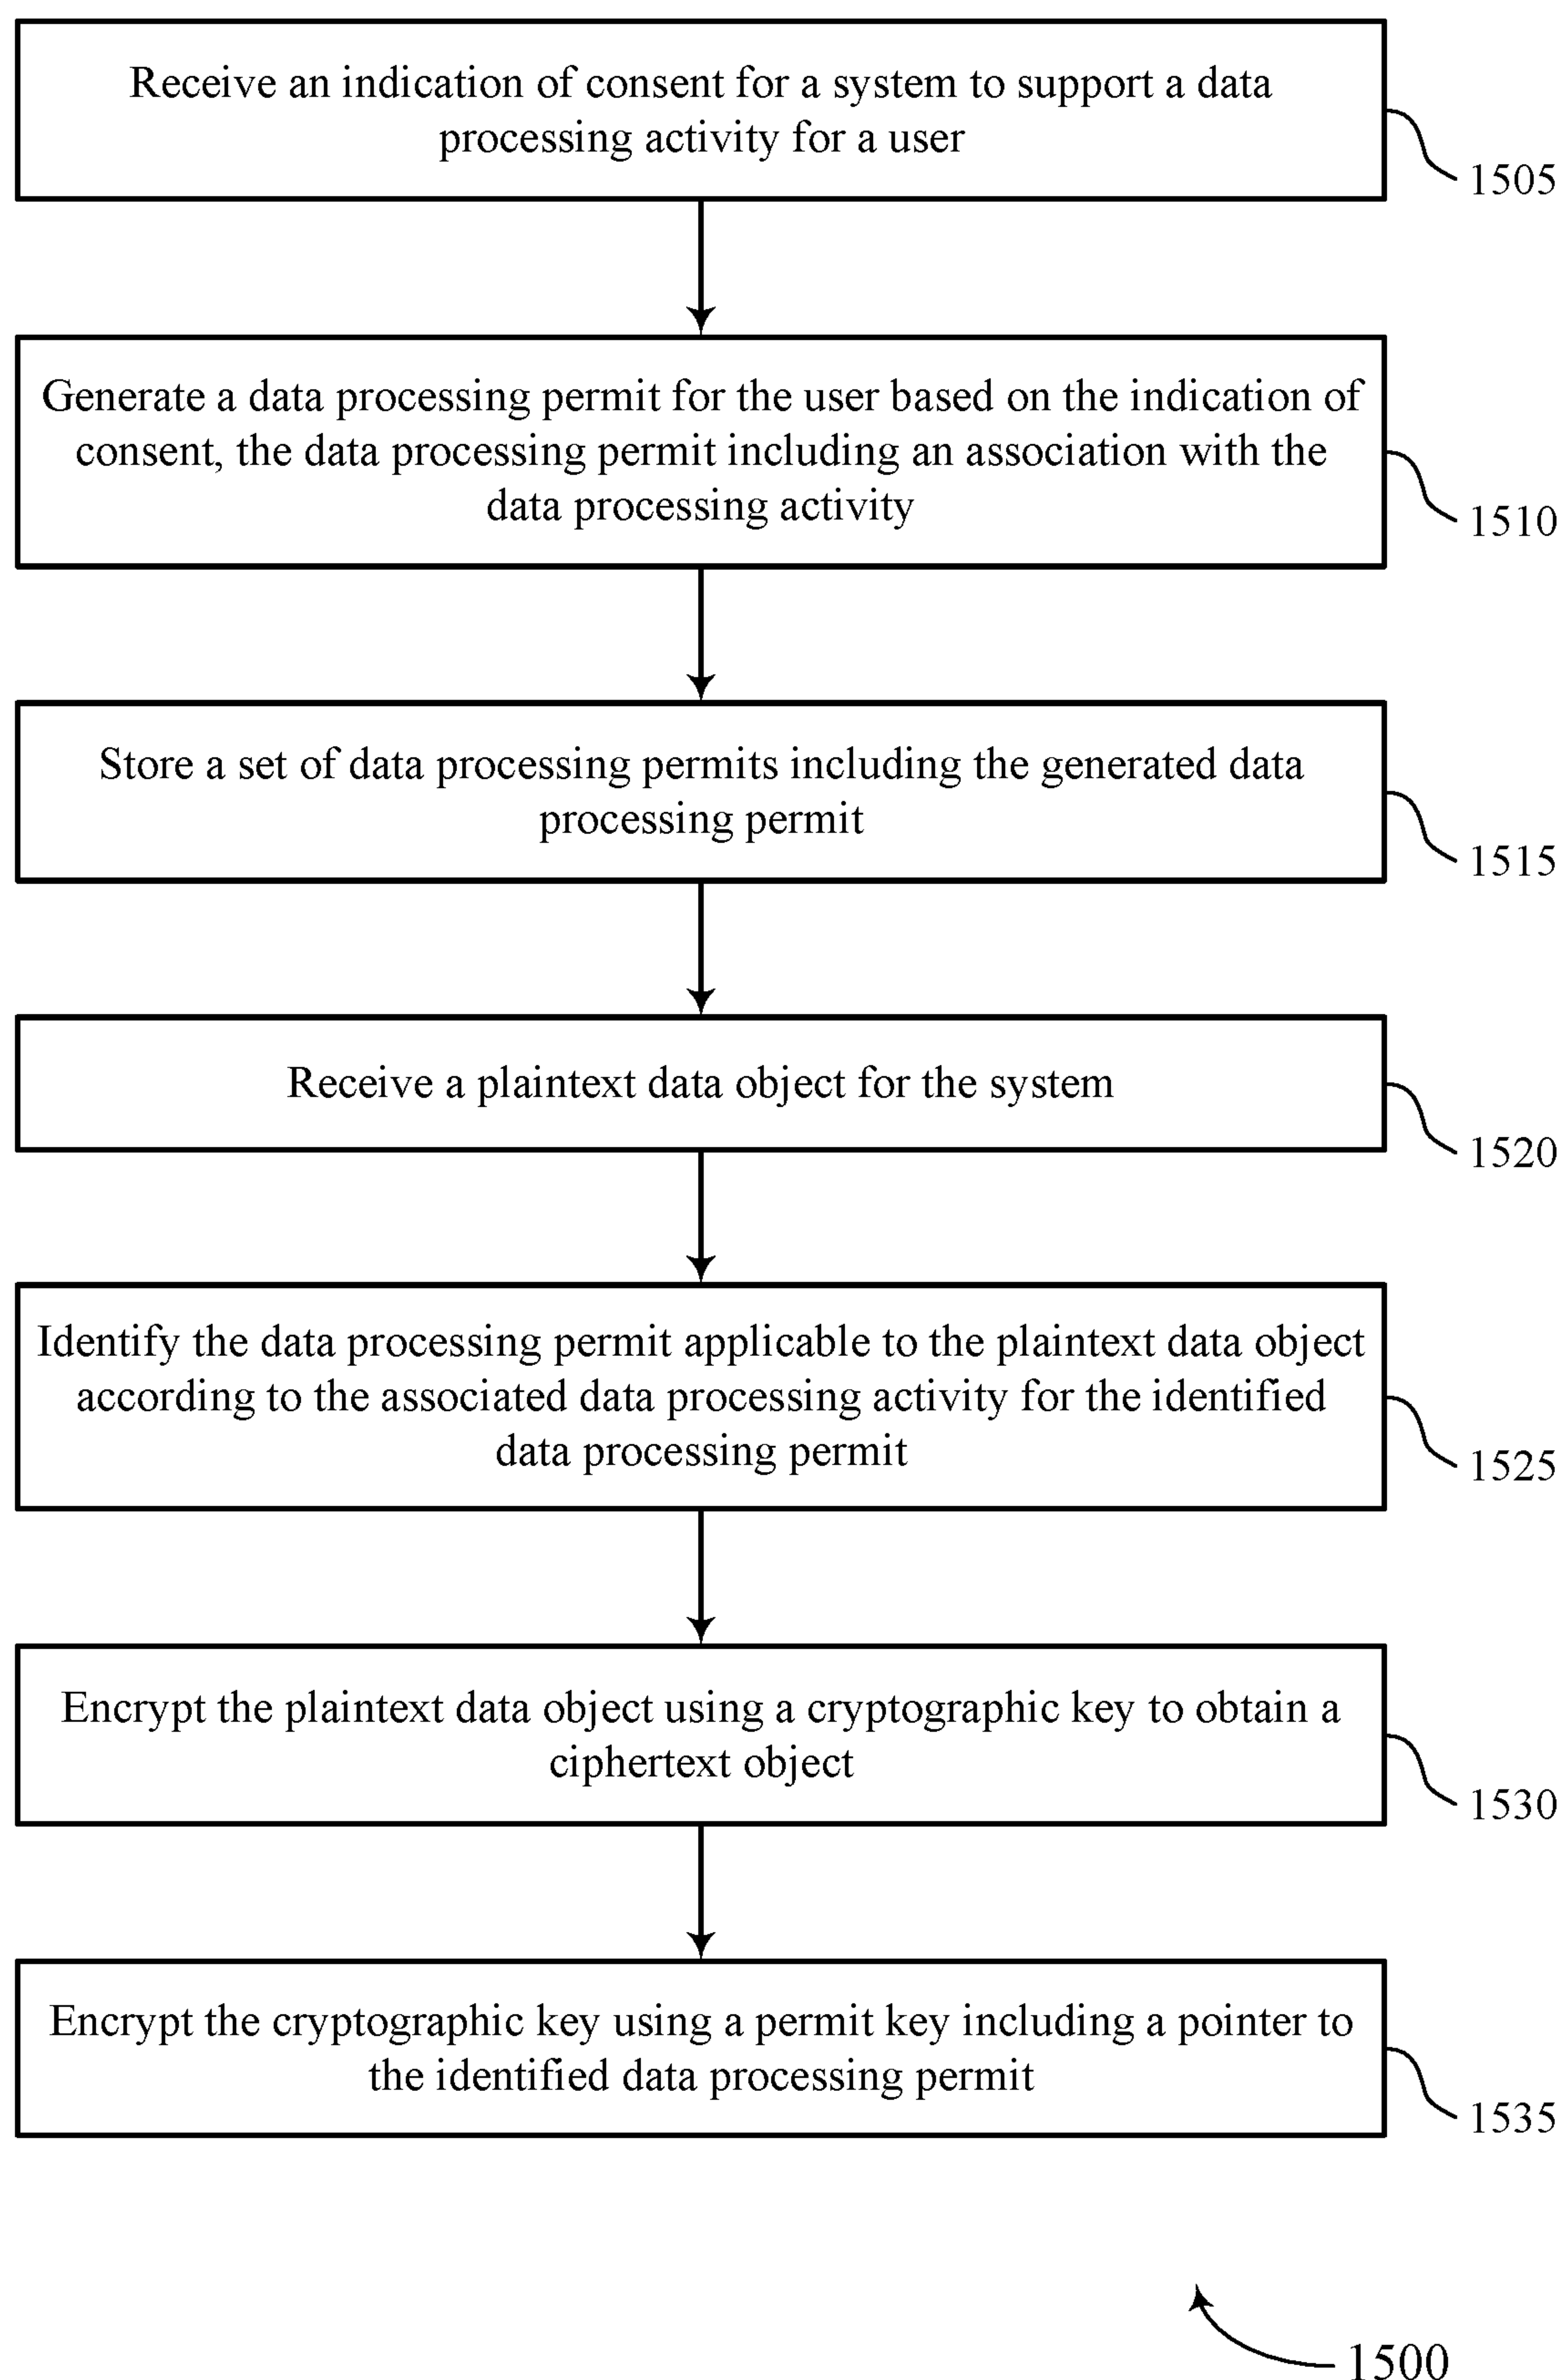 Receive an indication of consent for a system to support a data
processing activity for a user
1505
Generate a data processing permit for the user based on the indication of
consent, the data processing permit including an association with the
data processing activity
1510
Store a set of data processing permits including the generated data
processing permit
1515
Receive a plaintext data object for the system
1520
Identify the data processing permit applicable to the plaintext data object
according to the associated data processing activity for the identified
data processing permit
1525
Encrypt the plaintext data object using a cryptographic key to obtain a
ciphertext object
1530
Encrypt the cryptographic key using a permit key including a pointer to
the identified data processing permit
1535
1500